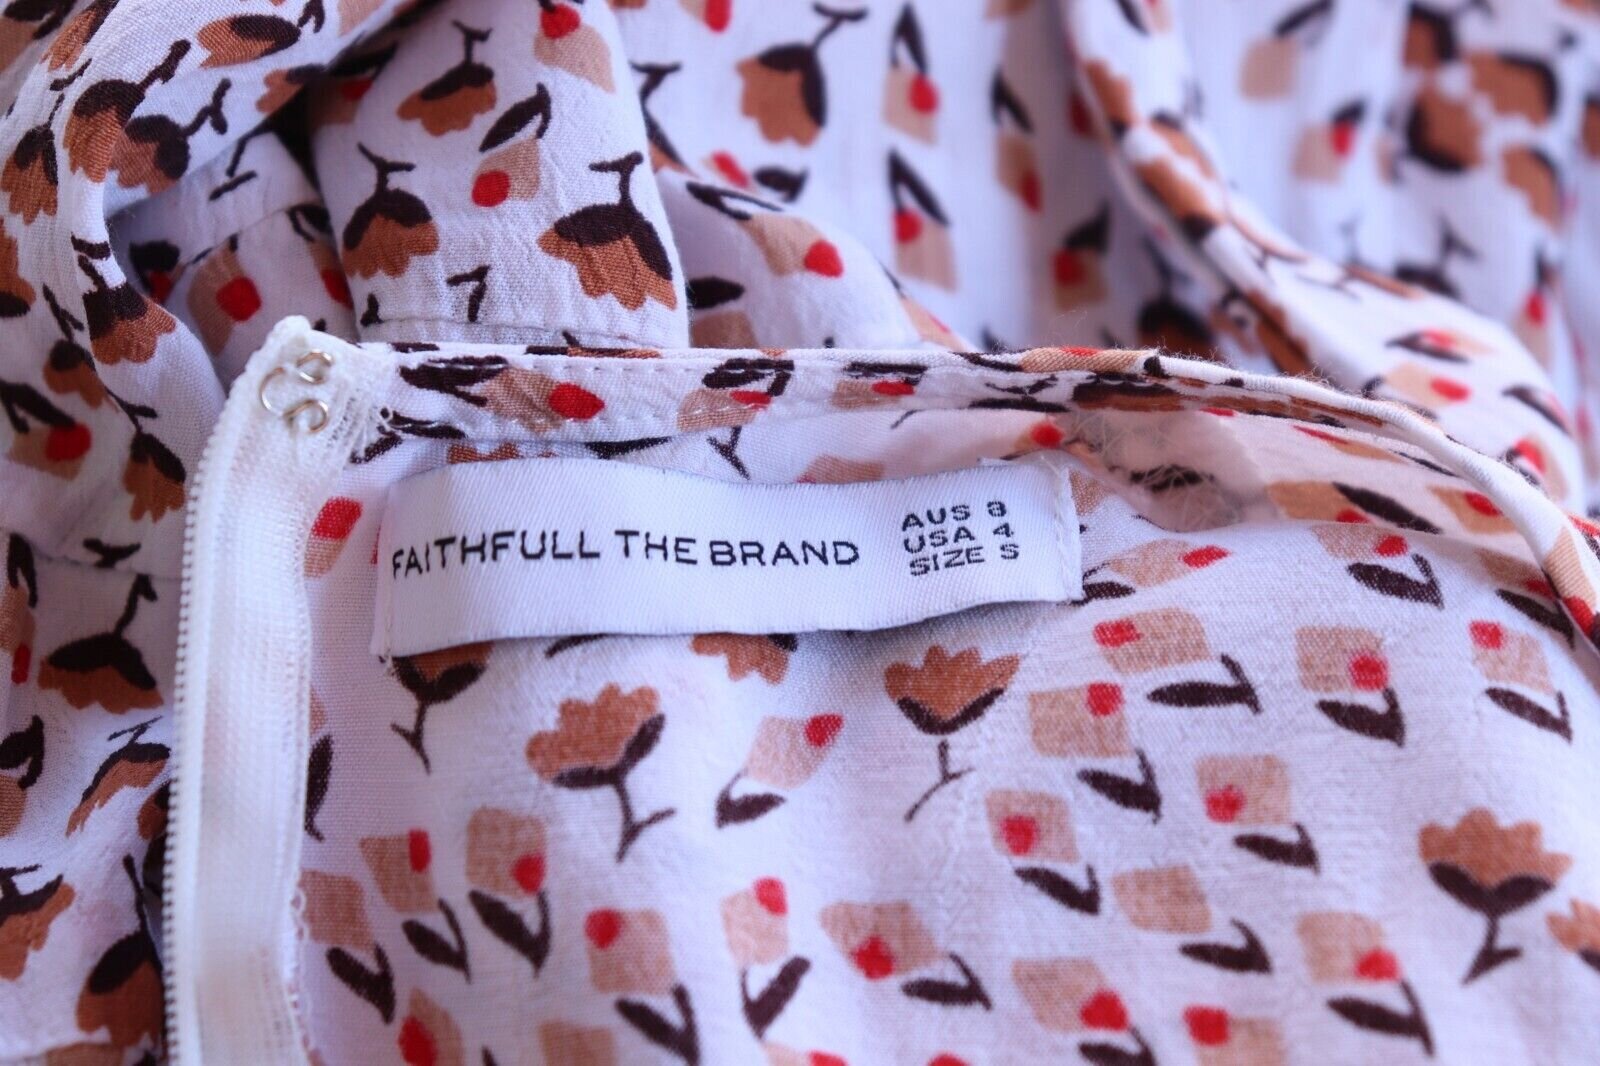 FAITHFULL THE BRAND
AUS 8
USA 4
SIZE S